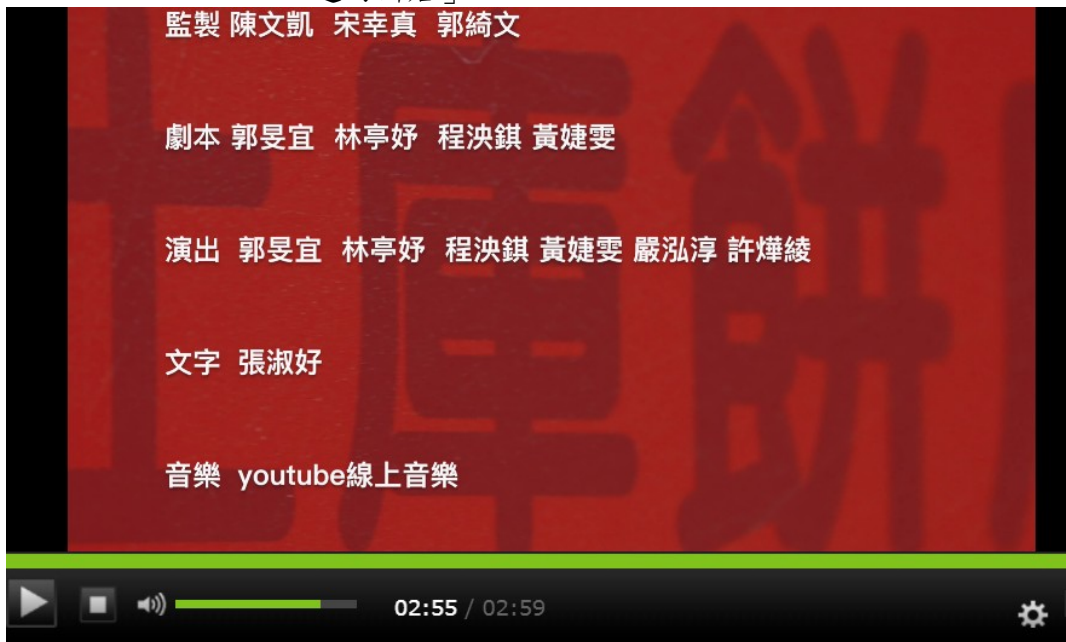 監製 陳文凱 宋幸真 郭綺文
劇本 郭旻宜 林亭妤 程泱錤 黃婕雯
演出 郭旻宜 林亭妤 程泱錤 黃婕雯 嚴泓淳 許燁綾
文字 張淑好
音樂 youtube線上音樂
庫餅
02:55 / 02:59